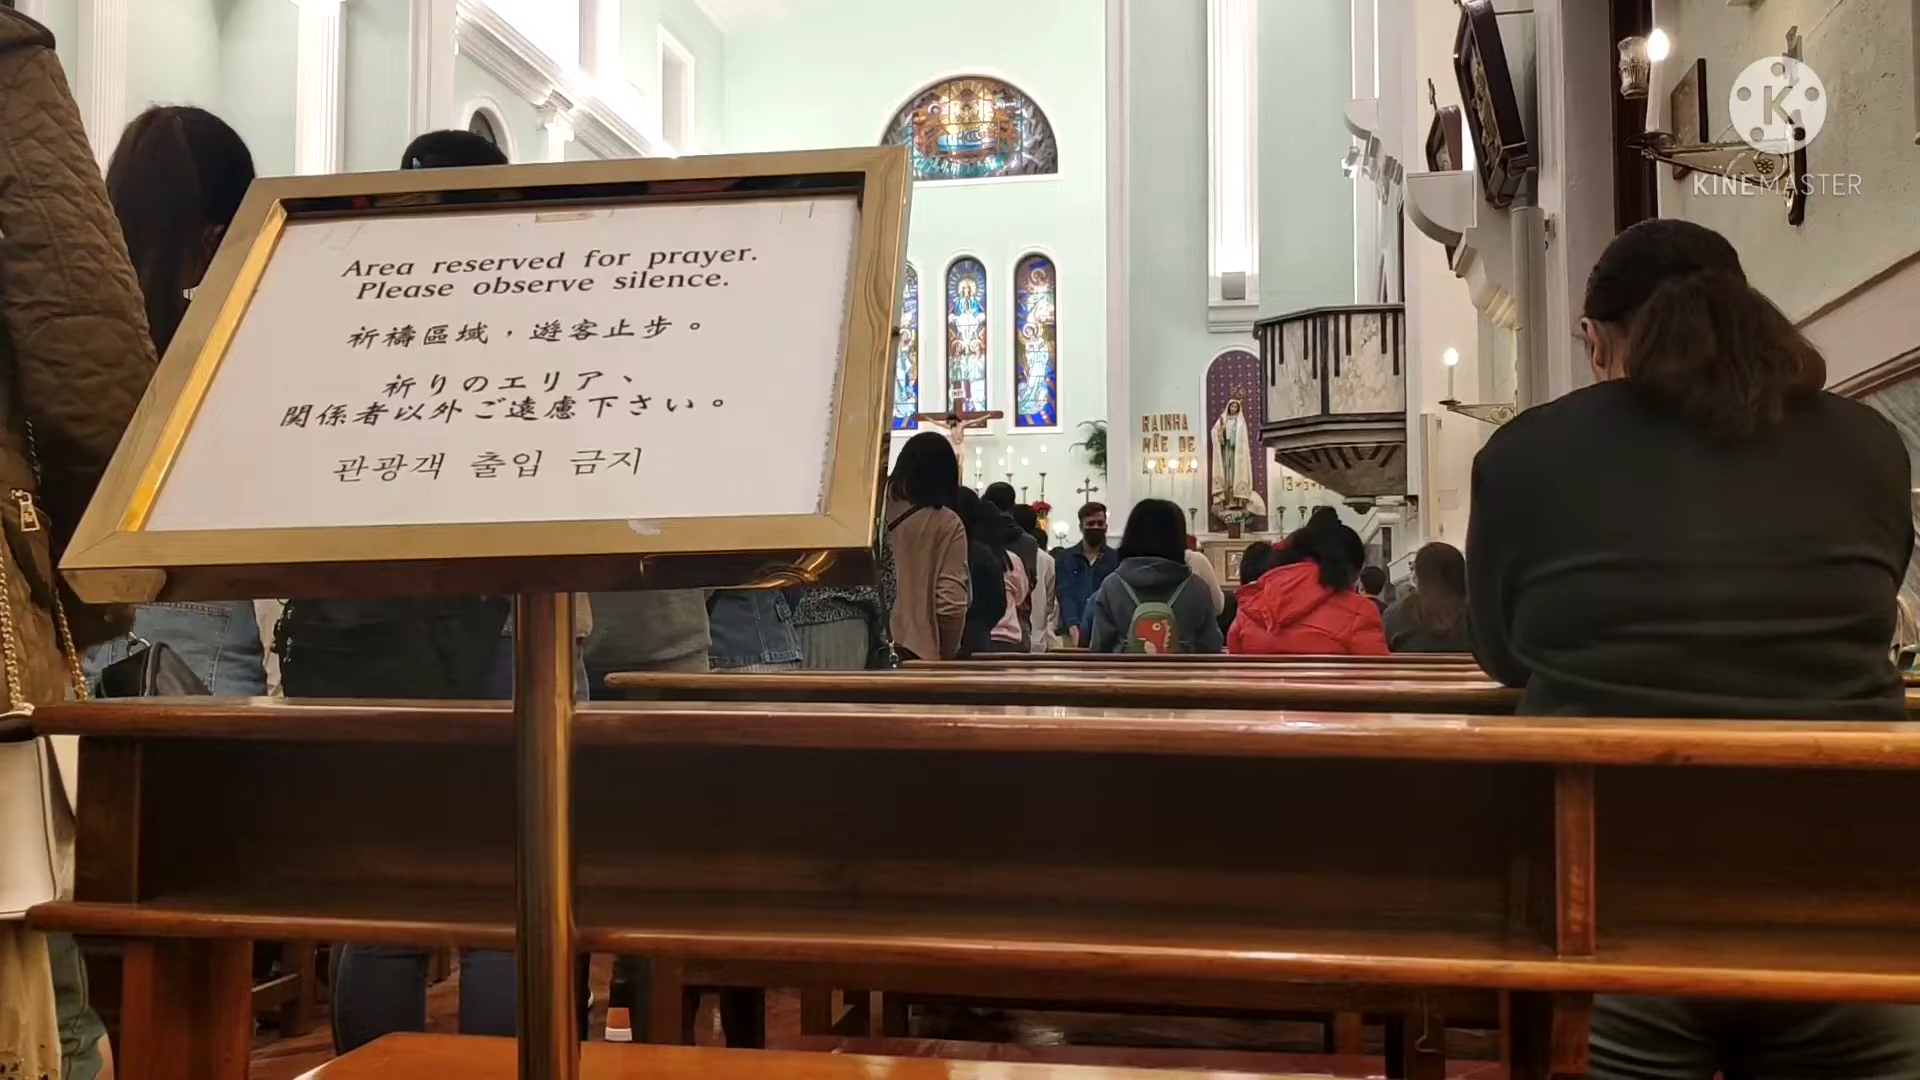 Area reserved for prayer.
Please observe silence.
祈禱區域，遊客止步。
祈りのエリア、
関係者以外ご遠慮下さい。
관광객 출입 금지
RAINHA
MÃE DE
K
KINEMASTER